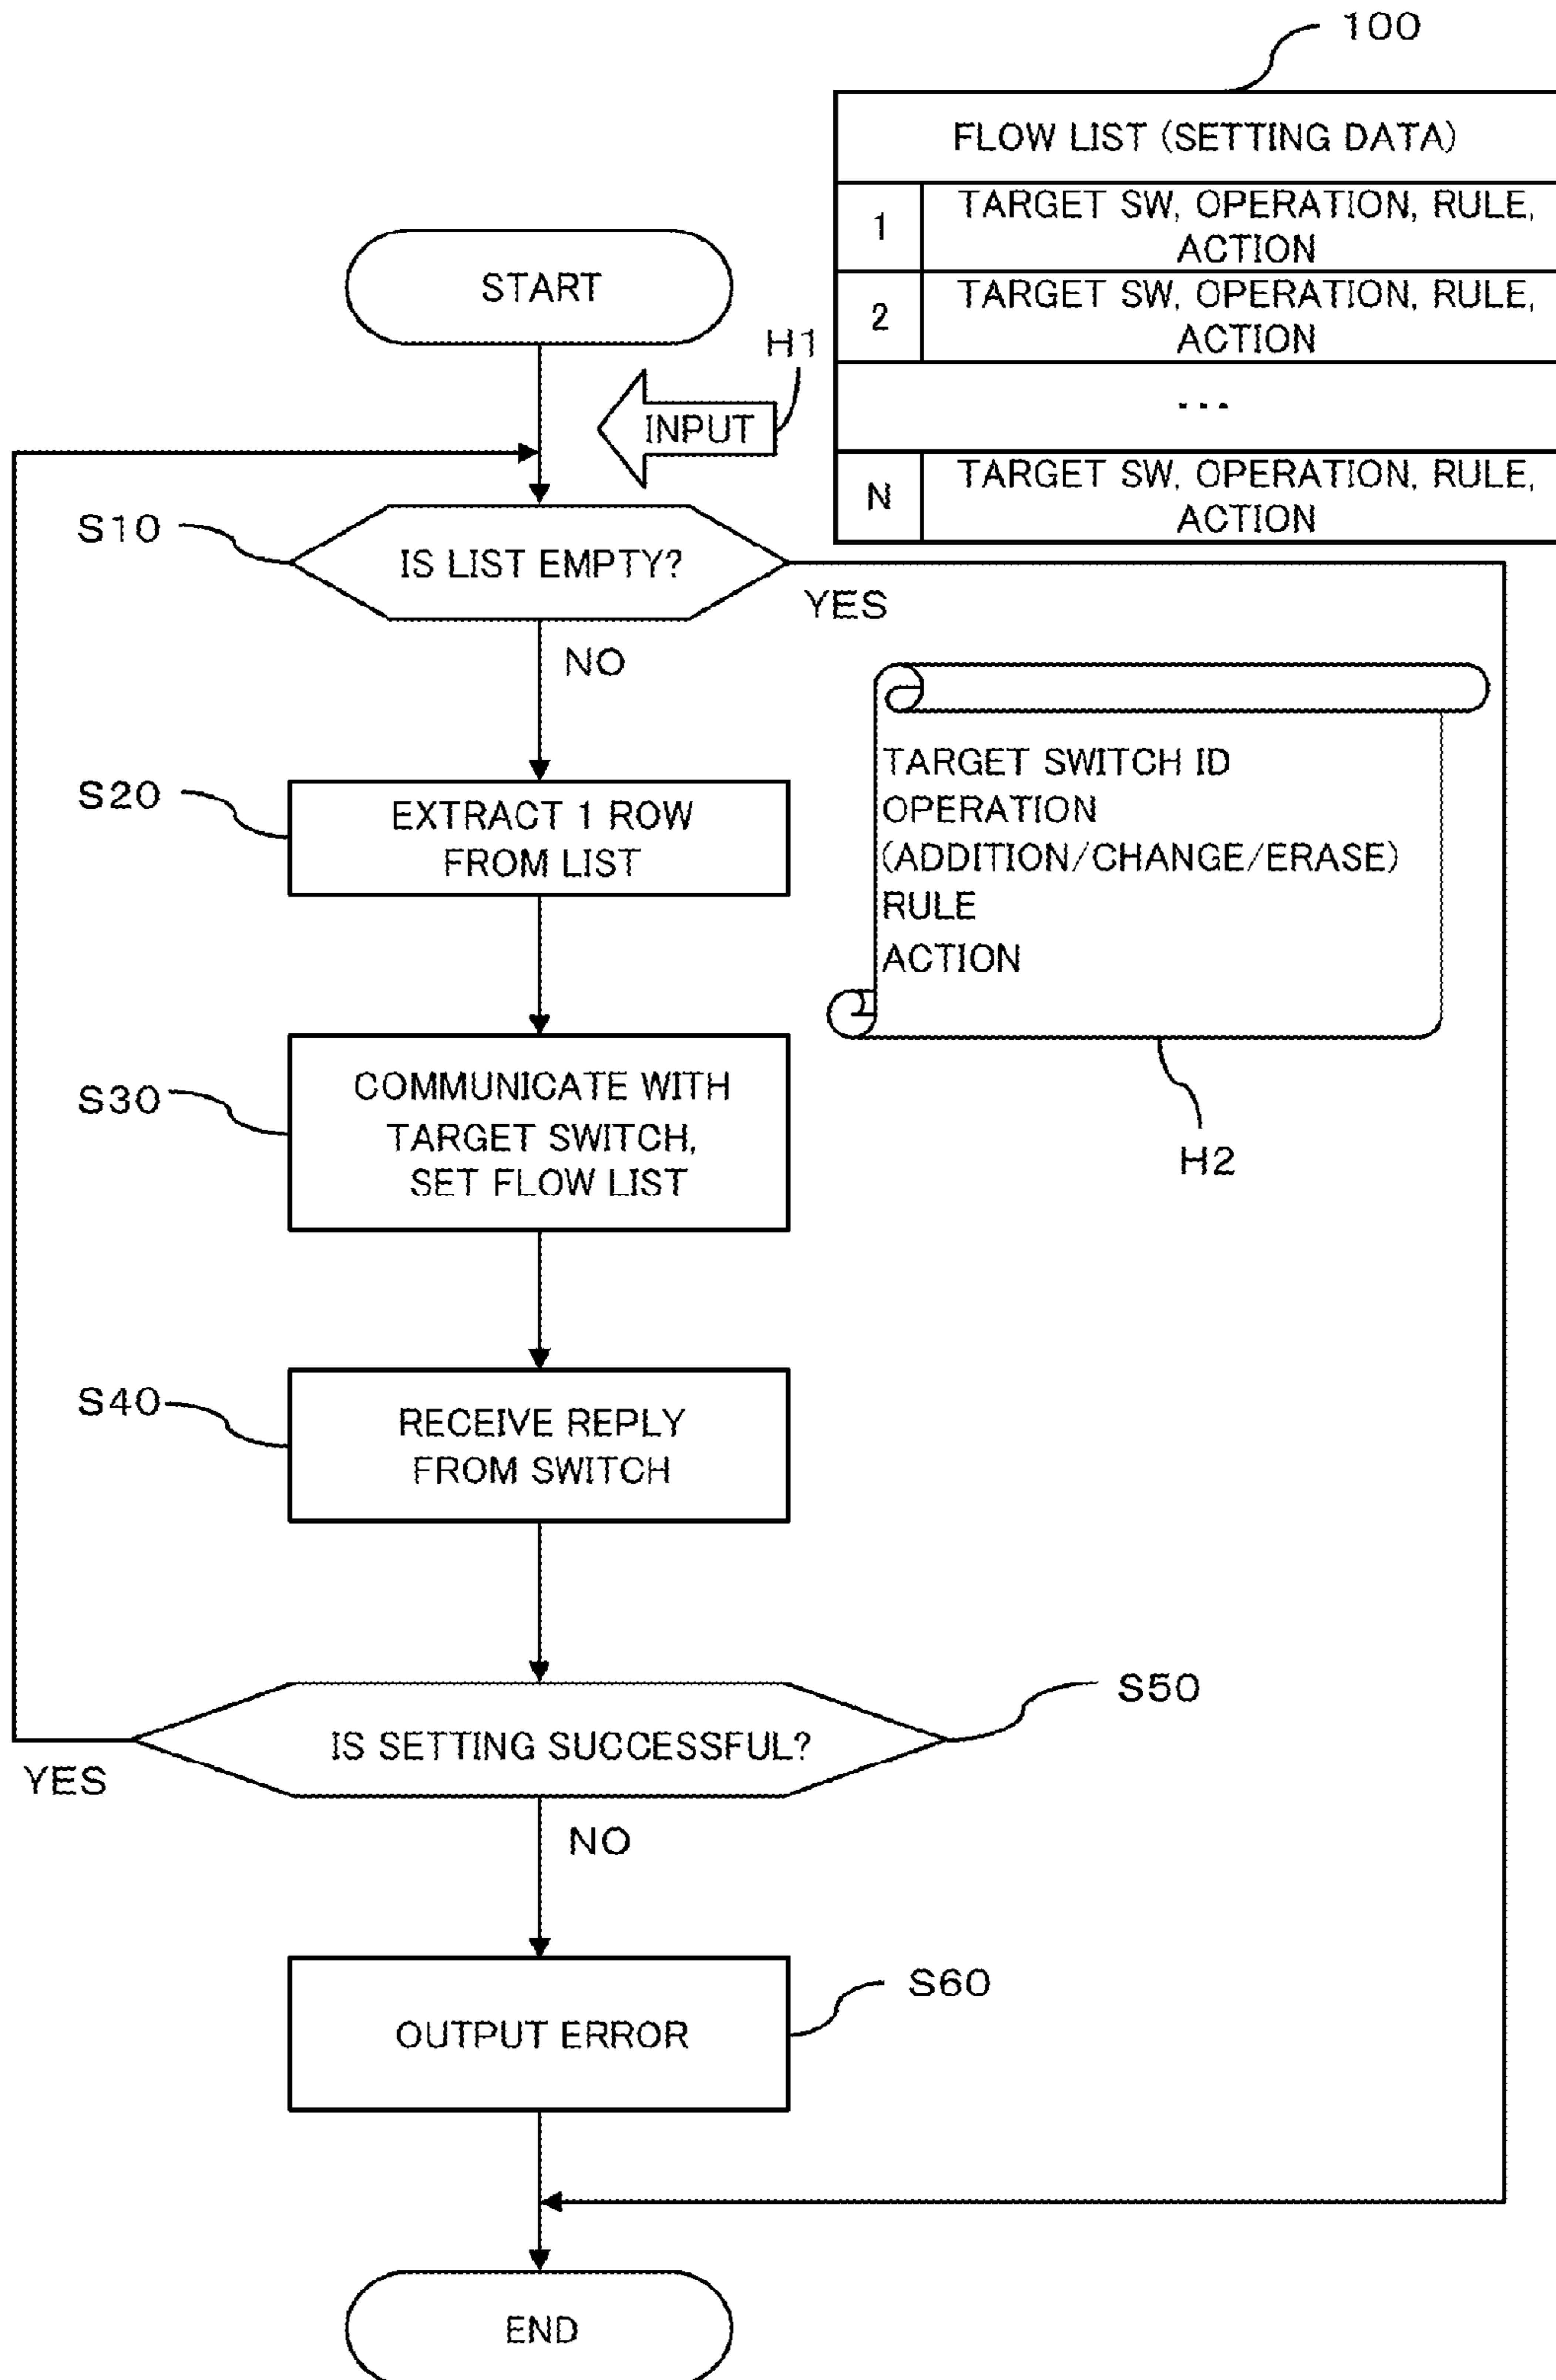 100
FLOW LIST (SETTING DATA)
1
TARGET SW, OPERATION, RULE,
ACTION
2
TARGET SW, OPERATION, RULE,
ACTION
...
N
TARGET SW, OPERATION, RULE,
ACTION
START
H1
INPUT
S10
IS LIST EMPTY?
YES
NO
S20
EXTRACT 1 ROW
FROM LIST
TARGET SWITCH ID
OPERATION
(ADDITION/CHANGE/ERASE)
RULE
ACTION
H2
S30
COMMUNICATE WITH
TARGET SWITCH,
SET FLOW LIST
S40
RECEIVE REPLY
FROM SWITCH
S50
IS SETTING SUCCESSFUL?
YES
NO
S60
OUTPUT ERROR
END